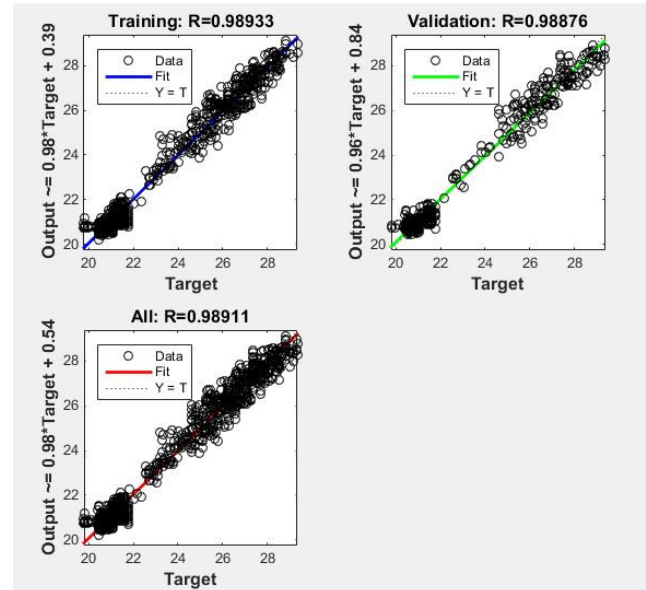 Training: R=0.98933
Output ~= 0.98*Target + 0.39
28
26
24
22
20
Data
Fit
Y = T
20 22 24 26 28
Target
Validation: R=0.98876
Output ~= 0.96*Target + 0.84
28
26
24
22
20
Data
Fit
Y = T
20 22 24 26 28
Target
All: R=0.98911
Output ~= 0.98*Target + 0.54
28
26
24
22
20
Data
Fit
Y = T
20 22 24 26 28
Target